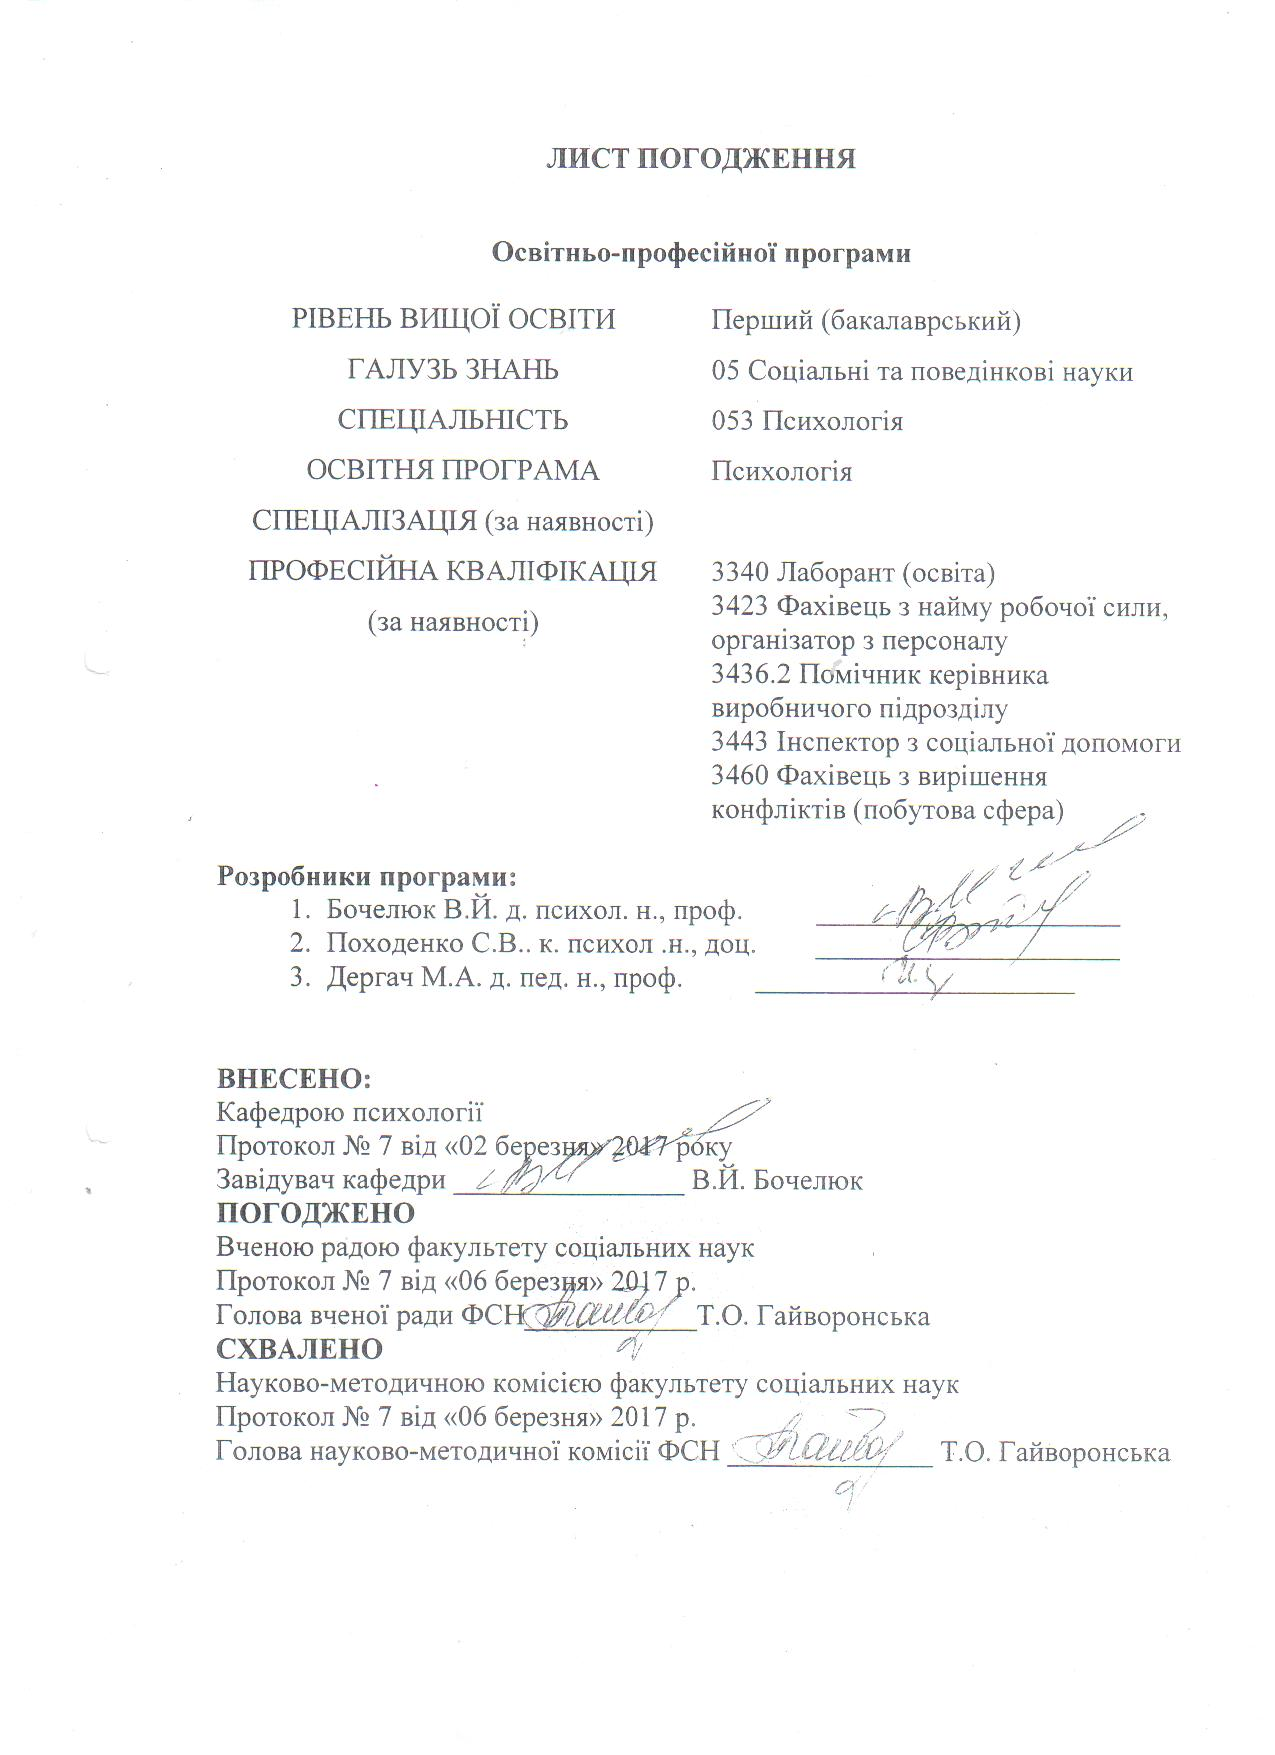 ЛИСТ ПОГОДЖЕННЯ
Освітньо-професійної програми
РІВЕНЬ ВИЩОЇ ОСВІТИ Перший (бакалаврський)
ГАЛУЗЬ ЗНАНЬ 05 Соціальні та поведінкові науки
СПЕЦІАЛЬНІСТЬ 053 Психологія
ОСВІТНЯ ПРОГРАМА Психологія
СПЕЦІАЛІЗАЦІЯ (за наявності)
ПРОФЕСІЙНА КВАЛІФІКАЦІЯ 3340 Лаборант (освіта)
(за наявності) 3423 Фахівець з найму робочої сили,
організатор з персоналу
3436.2 Помічник керівника
виробничого підрозділу
3443 Інспектор з соціальної допомоги
3460 Фахівець з вирішення
конфліктів (побутова сфера)
Розробники програми:
1. Бочелюк В.Й. д. психол. н., проф.
2. Походенко С.В.. к. психол .н., доц.
3. Дергач М.А. д. пед. н., проф.
ВНЕСЕНО:
Кафедрою психології
Протокол № 7 від «02 березня» 2017 року
Завідувач кафедри ________________ В.Й. Бочелюк
ПОГОДЖЕНО
Вченою радою факультету соціальних наук
Протокол № 7 від «06 березня» 2017 р.
Голова вченої ради ФСН____________Т.О. Гайворонська
СХВАЛЕНО
Науково-методичною комісією факультету соціальних наук
Протокол № 7 від «06 березня» 2017 р.
Голова науково-методичної комісії ФСН ______________ Т.О. Гайворонська